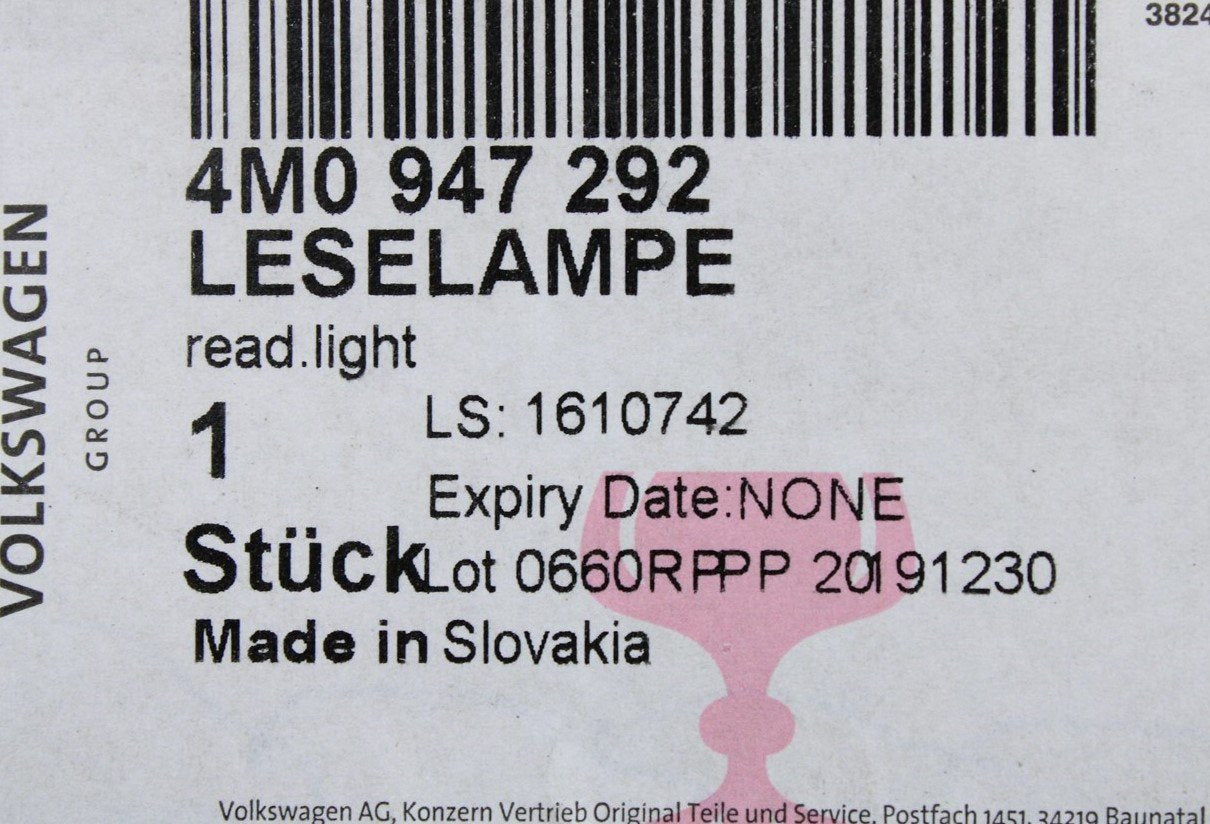 3824
4M0 947 292
LESELAMPE
read.light
1
LS: 1610742
Expiry Date:NONE
Stück
Lot 0660RPPPP 20191230
Made in Slovakia
VOLKSWAGEN
GROUP
Volkswagen AG, Konzern Vertrieb Original Teile und Service, Postfach 1451, 34219 Baunatal